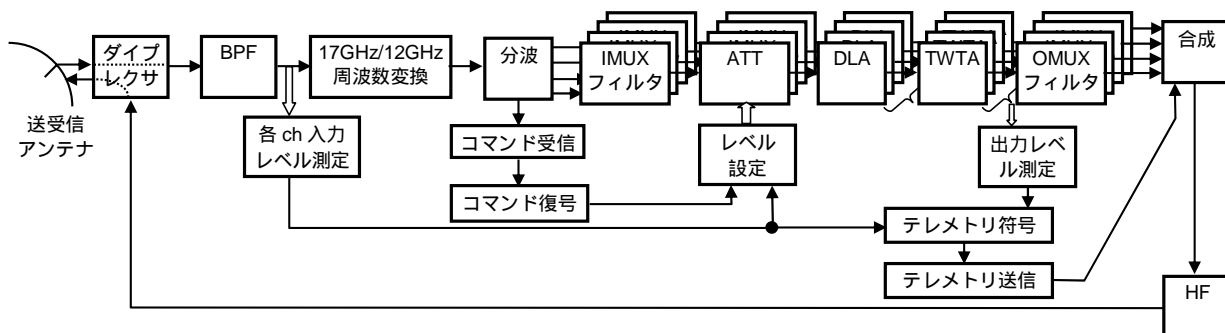 ダイプ
レクサ
BPF
17GHz/12GHz
周波数変換
分波
IMUX
フィルタ
ATT
DLA
TWTA
OMUX
フィルタ
合成
送受信
アンテナ
各 ch 入力
レベル測定
コマンド受信
コマンド復号
レベル
設定
出力レベ
ル測定
テレメトリ符号
テレメトリ送信
HF